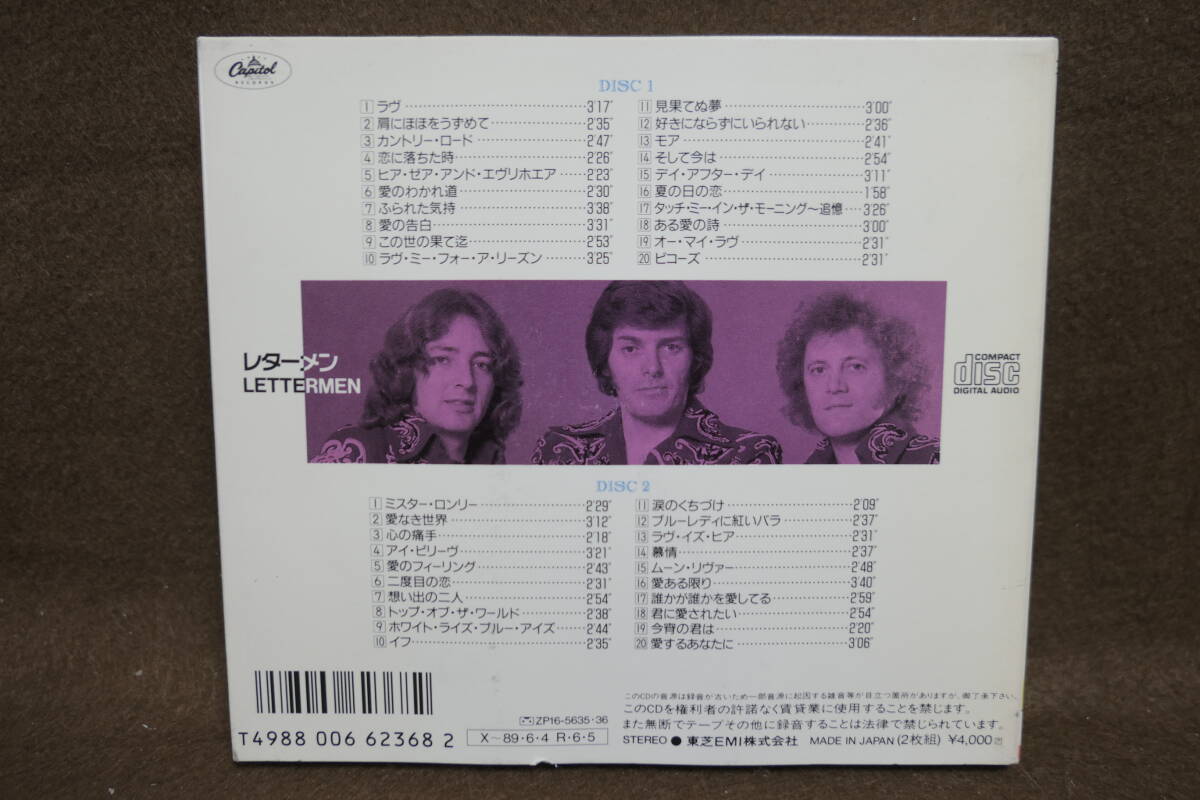 Capitol
RECORDS
DISC 1
1 ラヴ 3'17"
2 肩にほほをうずめて 2'35"
3 カントリー・ロード 2'47"
4 恋に落ちた時 2'26"
5 ヒア・ゼア・アンド・エヴリホエア 2'23"
6 愛のわかれ道 2'30"
7 ふられた気持 3'38"
8 愛の告白 3'31"
9 この世の果て迄 2'53"
10 ラヴ・ミー・フォー・ア・リーズン 3'25"
11 見果てぬ夢 3'00"
12 好きにならずにいられない 2'36"
13 モア 2'41"
14 そして今は 2'54"
15 デイ・アフター・デイ 3'11"
16 夏の日の恋 1'58"
17 タッチ・ミー・イン・ザ・モーニング〜追憶 3'26"
18 ある愛の詩 3'00"
19 オー・マイ・ラヴ 2'31"
20 ビコーズ 2'31"
レターメン
LETTERMEN
COMPACT
disc
DIGITAL AUDIO
DISC 2
1 ミスター・ロンリー 2'29"
2 愛なき世界 3'12"
3 心の痛手 2'18"
4 アイ・ビリーヴ 3'21"
5 愛のフィーリング 2'43"
6 二度目の恋 2'31"
7 想い出の二人 2'54"
8 トップ・オブ・ザ・ワールド 2'38"
9 ホワイト・ライズ・ブルー・アイズ 2'44"
10 イフ 2'35"
11 涙のくちづけ 2'09"
12 ブルーレディに紅いバラ 2'37"
13 ラヴ・イズ・ヒア 2'31"
14 慕情 2'37"
15 ムーン・リヴァー 2'48"
16 愛ある限り 3'40"
17 誰かが誰かを愛してる 2'59"
18 君に愛されたい 2'54"
19 今宵の君は 2'20"
20 愛するあなたに 3'06"
T4988 006 62368 2
ZP16-5635・36
X〜89・6・4 R・6・5
このCDの音源は録音が古いため一部音源に起因する雑音等が目立つ箇所がありますが、御了承下さい。
このCDを権利者の許諾なく賃貸業に使用することを禁じます。
また無断でテープその他に録音することは法律で禁じられています。
STEREO ● 東芝EMI株式会社 MADE IN JAPAN (2枚組) ¥4,000